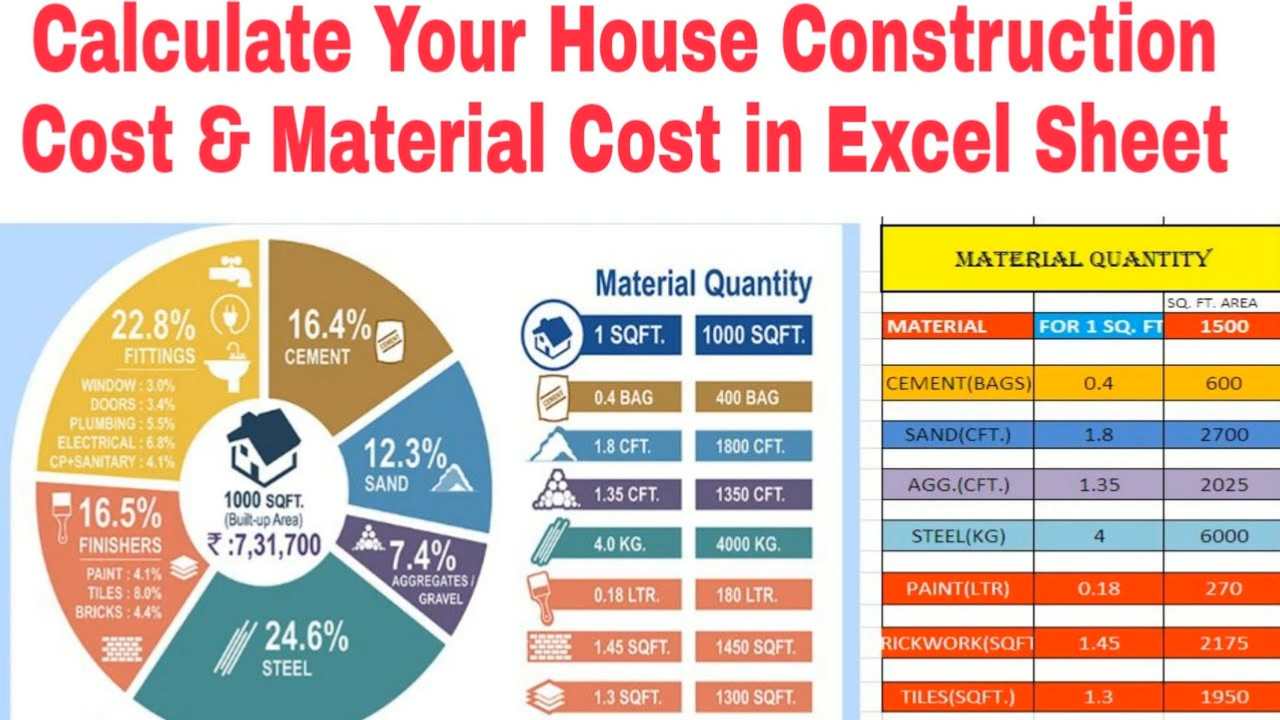 Calculate Your House Construction
Cost & Material Cost in Excel Sheet
22.8%
FITTINGS
WINDOW : 3.0%
DOORS : 3.4%
PLUMBING : 5.5%
ELECTRICAL : 6.8%
CP+SANITARY : 4.1%
16.4%
CEMENT
CEMENT
12.3%
SAND
7.4%
AGGREGATES /
GRAVEL
24.6%
STEEL
16.5%
FINISHERS
PAINT : 4.1%
TILES : 8.0%
BRICKS : 4.4%
1000 SQFT.
(Built-up Area)
₹ :7,31,700
Material Quantity
1 SQFT. 1000 SQFT.
CEMENT
0.4 BAG 400 BAG
1.8 CFT. 1800 CFT.
1.35 CFT. 1350 CFT.
4.0 KG. 4000 KG.
0.18 LTR. 180 LTR.
1.45 SQFT. 1450 SQFT.
1.3 SQFT. 1300 SQFT.
MATERIAL QUANTITY
SQ. FT. AREA
MATERIAL FOR 1 SQ. FT 1500
CEMENT(BAGS) 0.4 600
SAND(CFT.) 1.8 2700
AGG.(CFT.) 1.35 2025
STEEL(KG) 4 6000
PAINT(LTR) 0.18 270
RICKWORK(SQFT 1.45 2175
TILES(SQFT.) 1.3 1950